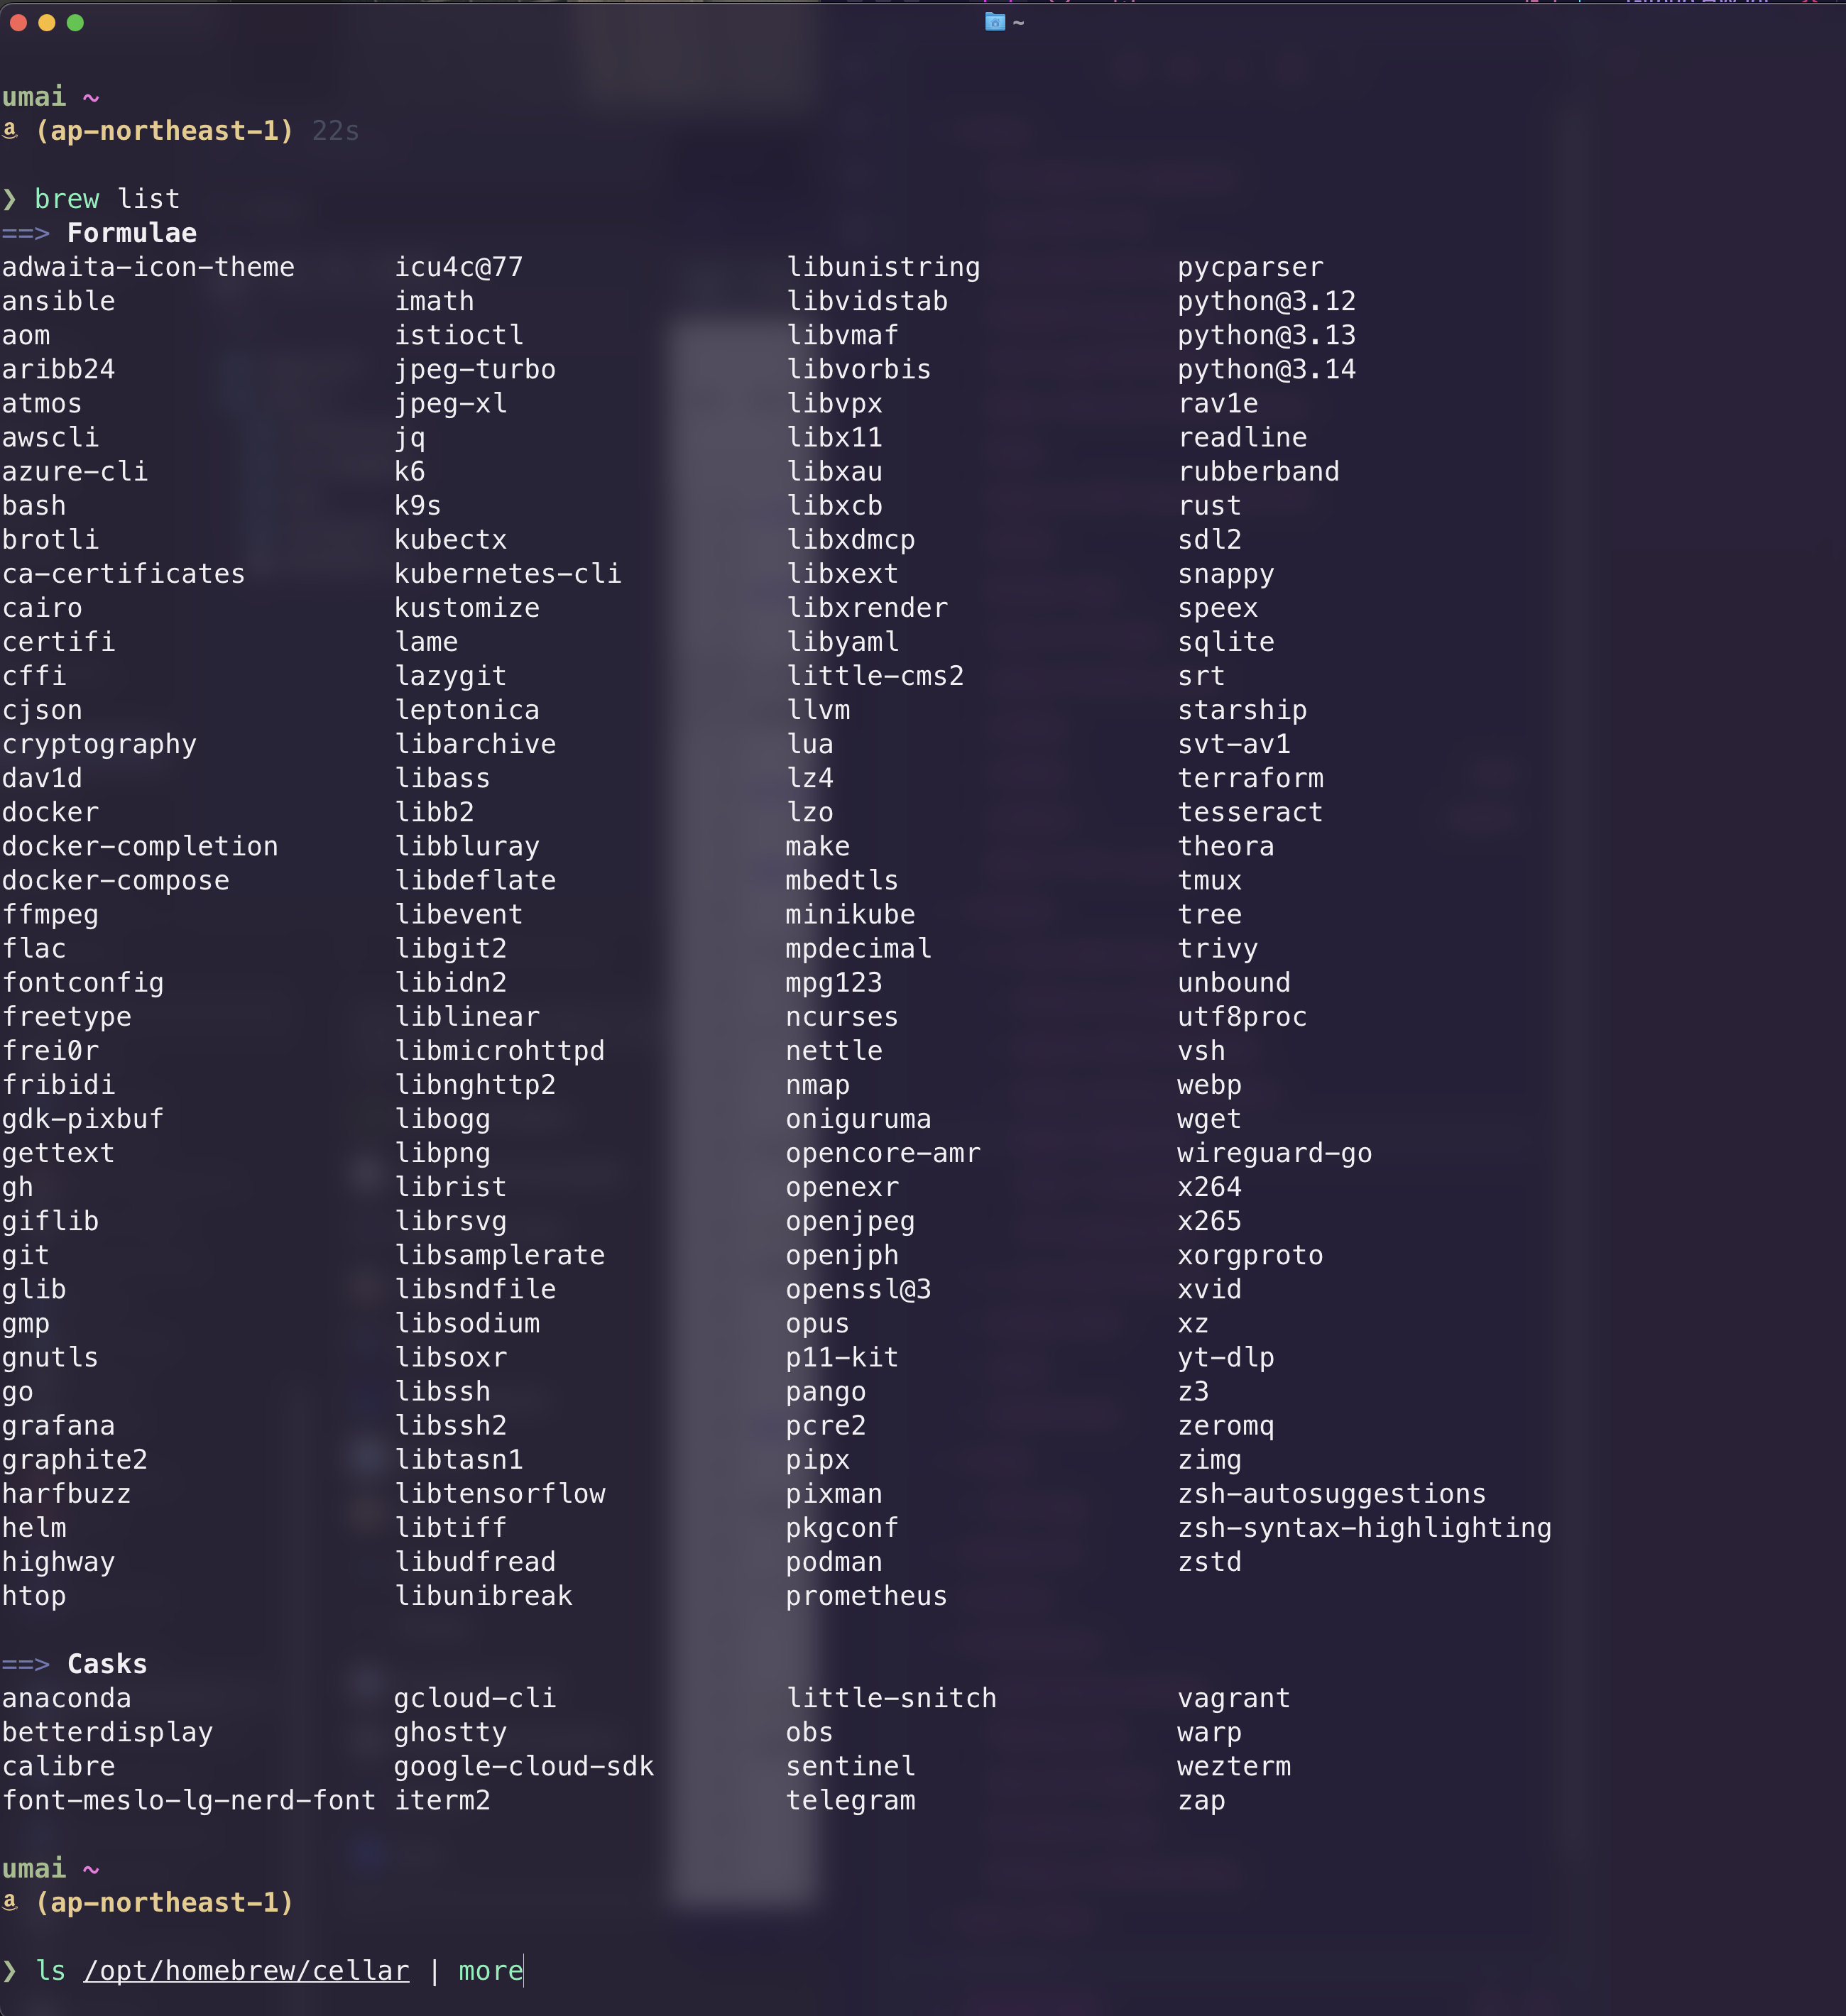 ~
umai ~
a (ap-northeast-1) 22s
❯ brew list
==> Formulae
adwaita-icon-theme icu4c@77 libunistring pycparser
ansible imath libvidstab python@3.12
aom istioctl libvmaf python@3.13
aribb24 jpeg-turbo libvorbis python@3.14
atmos jpeg-xl libvpx rav1e
awscli jq libx11 readline
azure-cli k6 libxau rubberband
bash k9s libxcb rust
brotli kubectx libxdmcp sdl2
ca-certificates kubernetes-cli libxext snappy
cairo kustomize libxrender speex
certifi lame libyaml sqlite
cffi lazygit little-cms2 srt
cjson leptonica llvm starship
cryptography libarchive lua svt-av1
dav1d libass lz4 terraform
docker libb2 lzo tesseract
docker-completion libbluray make theora
docker-compose libdeflate mbedtls tmux
ffmpeg libevent minikube tree
flac libgit2 mpdecimal trivy
fontconfig libidn2 mpg123 unbound
freetype liblinear ncurses utf8proc
frei0r libmicrohttpd nettle vsh
fribidi libnghttp2 nmap webp
gdk-pixbuf libogg oniguruma wget
gettext libpng opencore-amr wireguard-go
gh librist openexr x264
giflib librsvg openjpeg x265
git libsamplerate openjph xorgproto
glib libsndfile openssl@3 xvid
gmp libsodium opus xz
gnutls libsoxr p11-kit yt-dlp
go libssh pango z3
grafana libssh2 pcre2 zeromq
graphite2 libtasn1 pipx zimg
harfbuzz libtensorflow pixman zsh-autosuggestions
helm libtiff pkgconf zsh-syntax-highlighting
highway libudfread podman zstd
htop libunibreak prometheus
==> Casks
anaconda gcloud-cli little-snitch vagrant
betterdisplay ghostty obs warp
calibre google-cloud-sdk sentinel wezterm
font-meslo-lg-nerd-font iterm2 telegram zap
umai ~
a (ap-northeast-1)
❯ ls /opt/homebrew/cellar | more